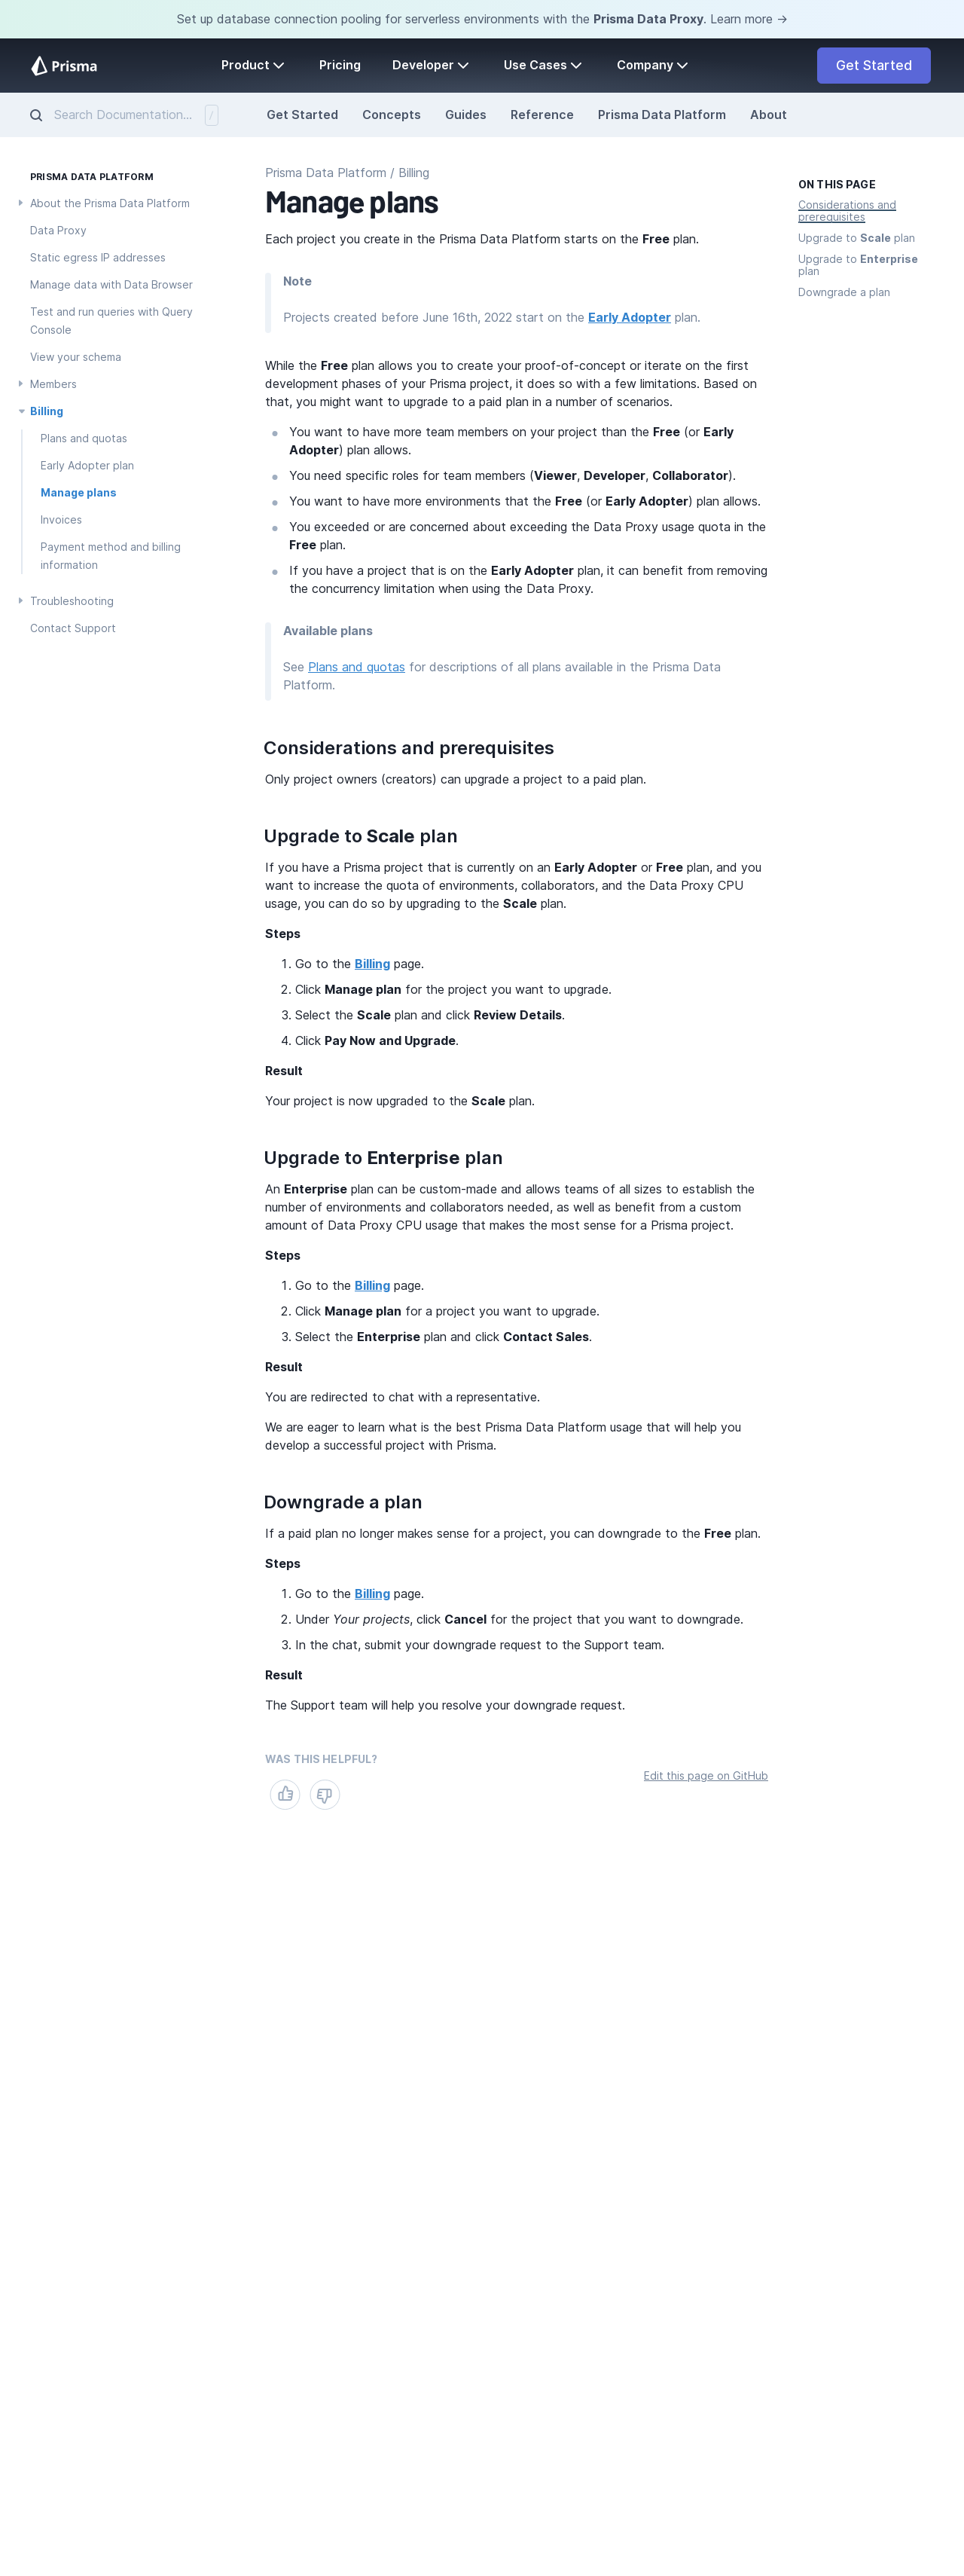 Set up database connection pooling for serverless environments with the Prisma Data Proxy. Learn more →
Prisma
Product
Pricing
Developer
Use Cases
Company
Get Started
Search Documentation...
/
Get Started
Concepts
Guides
Reference
Prisma Data Platform
About
PRISMA DATA PLATFORM
About the Prisma Data Platform
Data Proxy
Static egress IP addresses
Manage data with Data Browser
Test and run queries with Query
Console
View your schema
Members
Billing
Plans and quotas
Early Adopter plan
Manage plans
Invoices
Payment method and billing
information
Troubleshooting
Contact Support
Prisma Data Platform / Billing
Manage plans
Each project you create in the Prisma Data Platform starts on the Free plan.
Note
Projects created before June 16th, 2022 start on the Early Adopter plan.
While the Free plan allows you to create your proof-of-concept or iterate on the first
development phases of your Prisma project, it does so with a few limitations. Based on
that, you might want to upgrade to a paid plan in a number of scenarios.
You want to have more team members on your project than the Free (or Early
Adopter) plan allows.
You need specific roles for team members (Viewer, Developer, Collaborator).
You want to have more environments that the Free (or Early Adopter) plan allows.
You exceeded or are concerned about exceeding the Data Proxy usage quota in the
Free plan.
If you have a project that is on the Early Adopter plan, it can benefit from removing
the concurrency limitation when using the Data Proxy.
Available plans
See Plans and quotas for descriptions of all plans available in the Prisma Data
Platform.
Considerations and prerequisites
Only project owners (creators) can upgrade a project to a paid plan.
Upgrade to Scale plan
If you have a Prisma project that is currently on an Early Adopter or Free plan, and you
want to increase the quota of environments, collaborators, and the Data Proxy CPU
usage, you can do so by upgrading to the Scale plan.
Steps
1. Go to the Billing page.
2. Click Manage plan for the project you want to upgrade.
3. Select the Scale plan and click Review Details.
4. Click Pay Now and Upgrade.
Result
Your project is now upgraded to the Scale plan.
Upgrade to Enterprise plan
An Enterprise plan can be custom-made and allows teams of all sizes to establish the
number of environments and collaborators needed, as well as benefit from a custom
amount of Data Proxy CPU usage that makes the most sense for a Prisma project.
Steps
1. Go to the Billing page.
2. Click Manage plan for a project you want to upgrade.
3. Select the Enterprise plan and click Contact Sales.
Result
You are redirected to chat with a representative.
We are eager to learn what is the best Prisma Data Platform usage that will help you
develop a successful project with Prisma.
Downgrade a plan
If a paid plan no longer makes sense for a project, you can downgrade to the Free plan.
Steps
1. Go to the Billing page.
2. Under Your projects, click Cancel for the project that you want to downgrade.
3. In the chat, submit your downgrade request to the Support team.
Result
The Support team will help you resolve your downgrade request.
WAS THIS HELPFUL?
Edit this page on GitHub
ON THIS PAGE
Considerations and
prerequisites
Upgrade to Scale plan
Upgrade to Enterprise
plan
Downgrade a plan